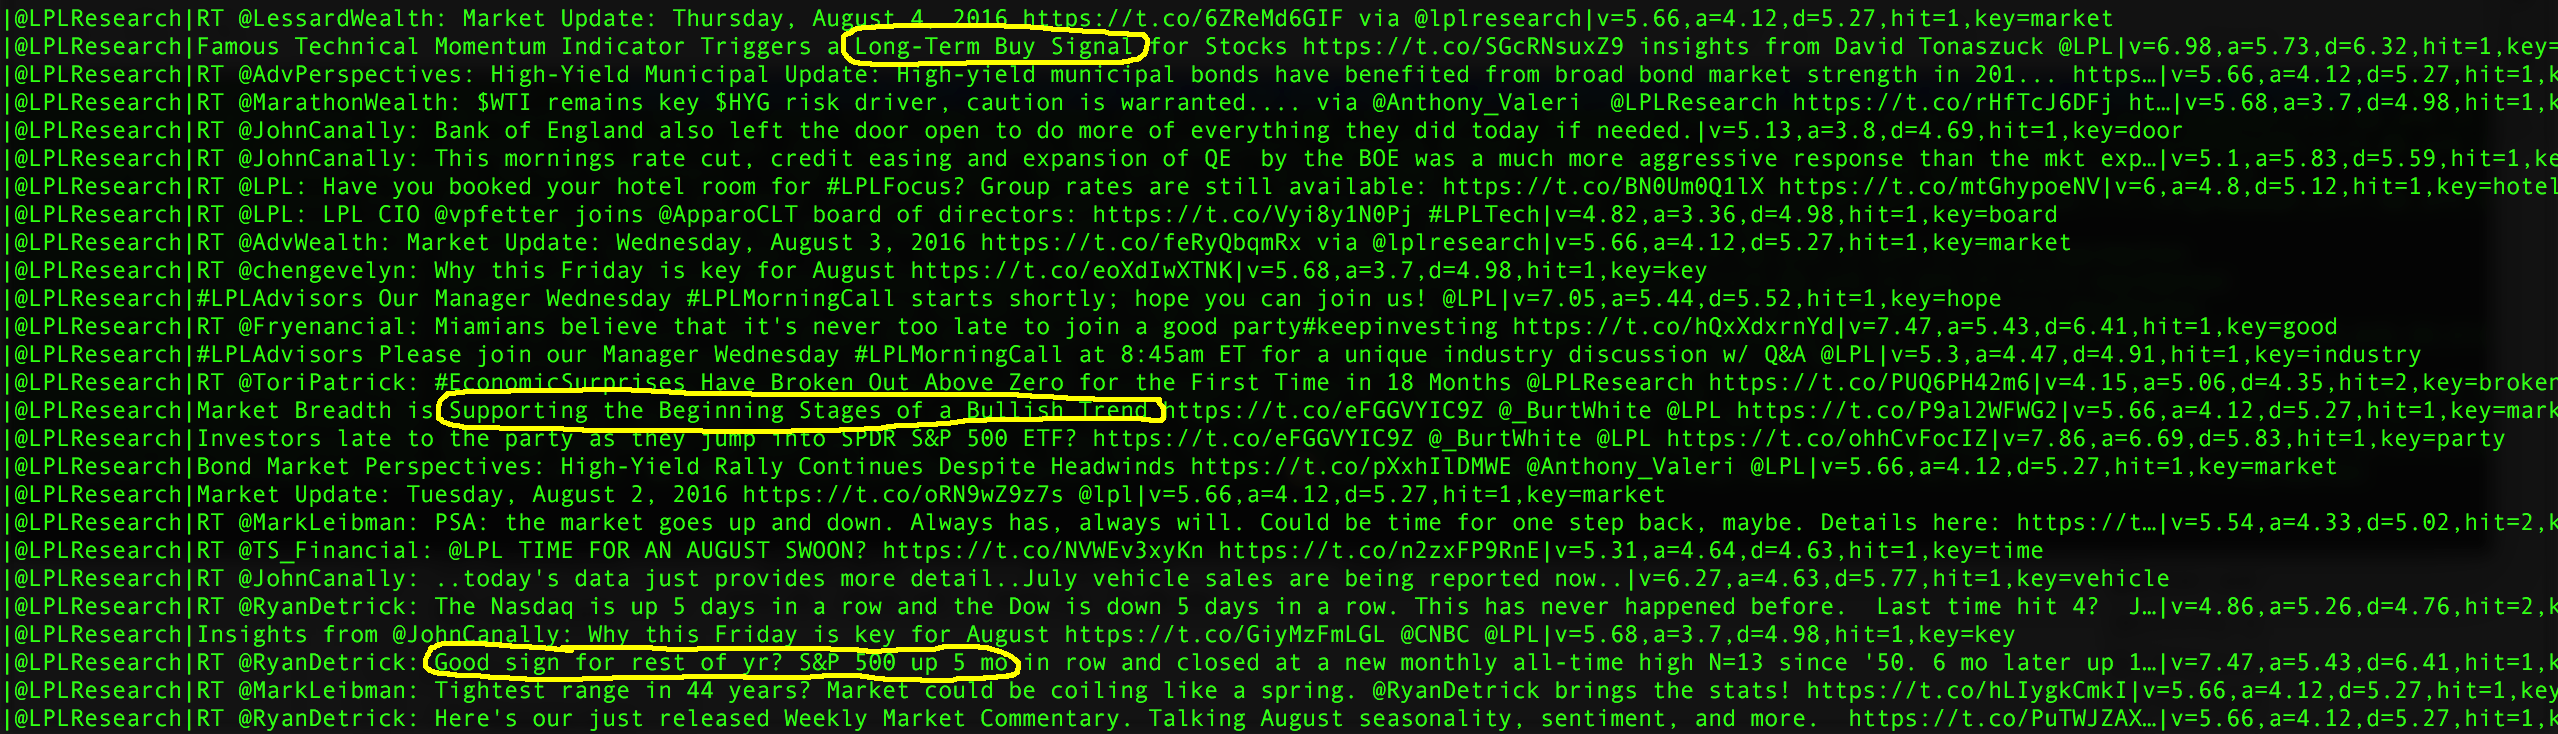 |@LPLResearch|RT @LessardWealth: Market Update: Thursday, August 4, 2016 https://t.co/6ZReMd6GIF via @lplresearch|v=5.66,a=4.12,d=5.27,hit=1,key=market
|@LPLResearch|Famous Technical Momentum Indicator Triggers a Long-Term Buy Signal for Stocks https://t.co/SGcRNsuxZ9 insights from David Tonaszuck @LPL|v=6.98,a=5.73,d=6.32,hit=1,key=
|@LPLResearch|RT @AdvPerspectives: High-Yield Municipal Update: High-yield municipal bonds have benefited from broad bond market strength in 201... https…|v=5.66,a=4.12,d=5.27,hit=1,k
|@LPLResearch|RT @MarathonWealth: $WTI remains key $HYG risk driver, caution is warranted.... via @Anthony_Valeri  @LPLResearch https://t.co/rHfTcJ6DFj ht…|v=5.68,a=3.7,d=4.98,hit=1,k
|@LPLResearch|RT @JohnCanally: Bank of England also left the door open to do more of everything they did today if needed.|v=5.13,a=3.8,d=4.69,hit=1,key=door
|@LPLResearch|RT @JohnCanally: This mornings rate cut, credit easing and expansion of QE  by the BOE was a much more aggressive response than the mkt exp…|v=5.1,a=5.83,d=5.59,hit=1,ke
|@LPLResearch|RT @LPL: Have you booked your hotel room for #LPLFocus? Group rates are still available: https://t.co/BN0Um0Q1lX https://t.co/mtGhypoeNV|v=6,a=4.8,d=5.12,hit=1,key=hotel
|@LPLResearch|RT @LPL: LPL CIO @vpfetter joins @ApparoCLT board of directors: https://t.co/Vyi8y1N0Pj #LPLTech|v=4.82,a=3.36,d=4.98,hit=1,key=board
|@LPLResearch|RT @AdvWealth: Market Update: Wednesday, August 3, 2016 https://t.co/feRyQbqmRx via @lplresearch|v=5.66,a=4.12,d=5.27,hit=1,key=market
|@LPLResearch|RT @chengevelyn: Why this Friday is key for August https://t.co/eoXdIwXTNK|v=5.68,a=3.7,d=4.98,hit=1,key=key
|@LPLResearch|#LPLAdvisors Our Manager Wednesday #LPLMorningCall starts shortly; hope you can join us! @LPL|v=7.05,a=5.44,d=5.52,hit=1,key=hope
|@LPLResearch|RT @Fryenancial: Miamians believe that it's never too late to join a good party#keepinvesting https://t.co/hQxXdxrnYd|v=7.47,a=5.43,d=6.41,hit=1,key=good
|@LPLResearch|#LPLAdvisors Please join our Manager Wednesday #LPLMorningCall at 8:45am ET for a unique industry discussion w/ Q&A @LPL|v=5.3,a=4.47,d=4.91,hit=1,key=industry
|@LPLResearch|RT @ToriPatrick: #EconomicSurprises Have Broken Out Above Zero for the First Time in 18 Months @LPLResearch https://t.co/PUQ6PH42m6|v=4.15,a=5.06,d=4.35,hit=2,key=broken
|@LPLResearch|Market Breadth is Supporting the Beginning Stages of a Bullish Trend https://t.co/eFGGVYIC9Z @_BurtWhite @LPL https://t.co/P9al2WFWG2|v=5.66,a=4.12,d=5.27,hit=1,key=mark
|@LPLResearch|Investors late to the party as they jump into SPDR S&P 500 ETF? https://t.co/eFGGVYIC9Z @_BurtWhite @LPL https://t.co/ohhCvFocIZ|v=7.86,a=6.69,d=5.83,hit=1,key=party
|@LPLResearch|Bond Market Perspectives: High-Yield Rally Continues Despite Headwinds https://t.co/pXxhIlDMWE @Anthony_Valeri @LPL|v=5.66,a=4.12,d=5.27,hit=1,key=market
|@LPLResearch|Market Update: Tuesday, August 2, 2016 https://t.co/oRN9wZ9z7s @lpl|v=5.66,a=4.12,d=5.27,hit=1,key=market
|@LPLResearch|RT @MarkLeibman: PSA: the market goes up and down. Always has, always will. Could be time for one step back, maybe. Details here: https://t…|v=5.54,a=4.33,d=5.02,hit=2,k
|@LPLResearch|RT @TS_Financial: @LPL TIME FOR AN AUGUST SWOON? https://t.co/NVWEv3xyKn https://t.co/n2zxFP9RnE|v=5.31,a=4.64,d=4.63,hit=1,key=time
|@LPLResearch|RT @JohnCanally: ..today's data just provides more detail..July vehicle sales are being reported now..|v=6.27,a=4.63,d=5.77,hit=1,key=vehicle
|@LPLResearch|RT @RyanDetrick: The Nasdaq is up 5 days in a row and the Dow is down 5 days in a row. This has never happened before.  Last time hit 4?  J…|v=4.86,a=5.26,d=4.76,hit=2,k
|@LPLResearch|Insights from @JohnCanally: Why this Friday is key for August https://t.co/GiyMzFmLGL @CNBC @LPL|v=5.68,a=3.7,d=4.98,hit=1,key=key
|@LPLResearch|RT @RyanDetrick: Good sign for rest of yr? S&P 500 up 5 mo in row and closed at a new monthly all-time high N=13 since '50. 6 mo later up 1…|v=7.47,a=5.43,d=6.41,hit=1,k
|@LPLResearch|RT @MarkLeibman: Tightest range in 44 years? Market could be coiling like a spring. @RyanDetrick brings the stats! https://t.co/hLIygkCmkI|v=5.66,a=4.12,d=5.27,hit=1,key
|@LPLResearch|RT @RyanDetrick: Here's our just released Weekly Market Commentary. Talking August seasonality, sentiment, and more.  https://t.co/PuTWJZAX…|v=5.66,a=4.12,d=5.27,hit=1,k